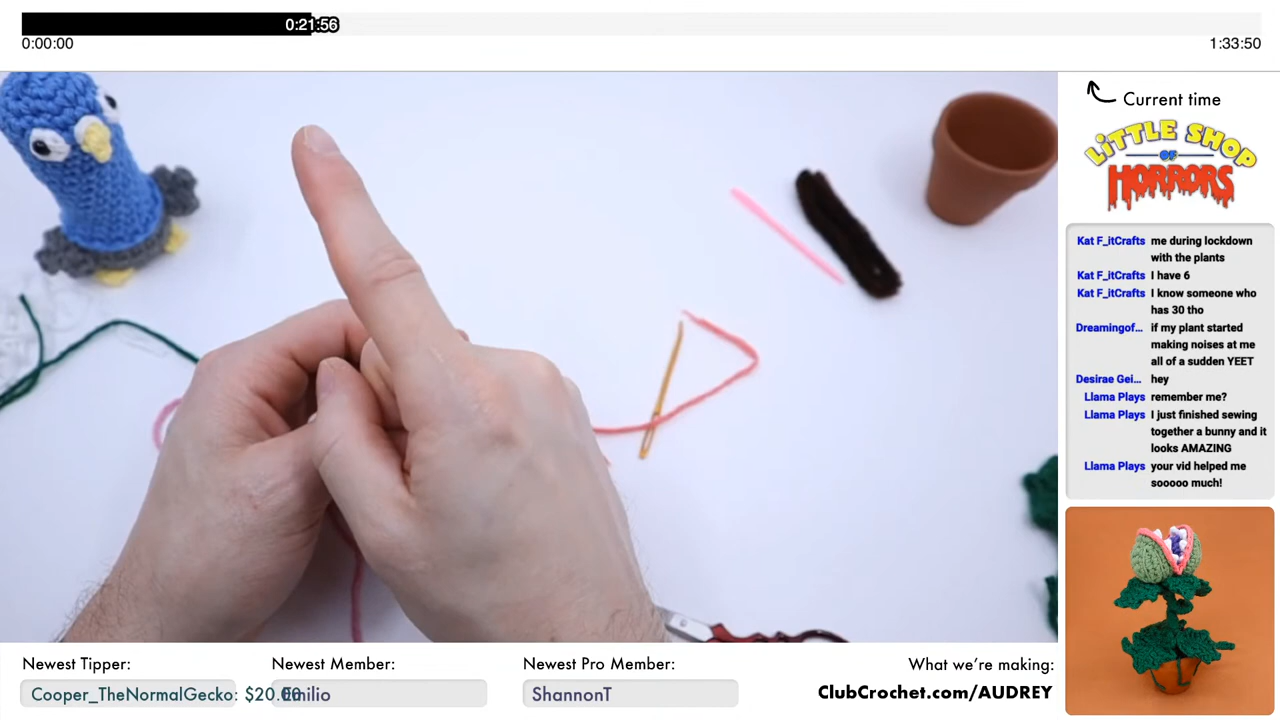 0:21:56
0:00:00
1:33:50
Current time
LiTTLE SHOP
OF
HORRORS
Kat F_itCrafts me during lockdown
with the plants
Kat F_itCrafts I have 6
Kat F_itCrafts I know someone who
has 30 tho
Dreamingof... if my plant started
making noises at me
all of a sudden YEET
Desirae Gei... hey
Llama Plays remember me?
Llama Plays I just finished sewing
together a bunny and it
looks AMAZING
Llama Plays your vid helped me
sooooo much!
Newest Tipper:
Cooper_TheNormalGecko: $20.00
Newest Member:
Emilio
Newest Pro Member:
ShannonT
What we're making:
ClubCrochet.com/AUDREY